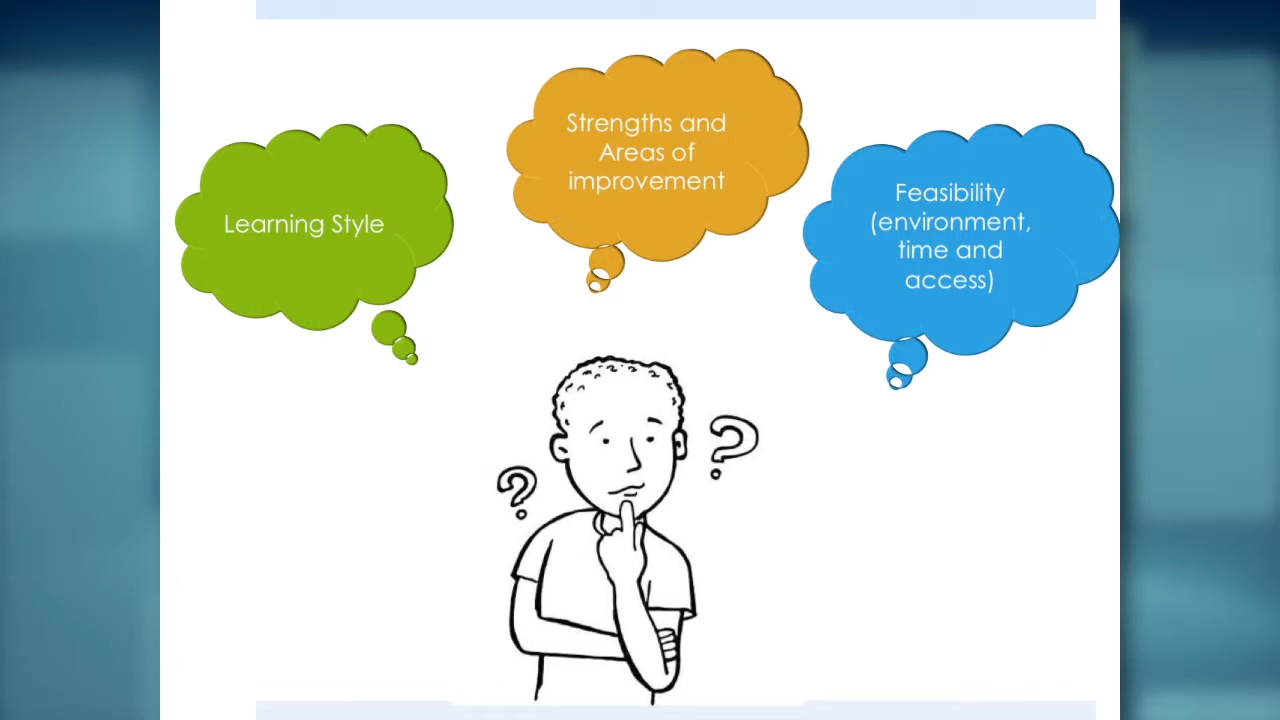 Learning Style
Strengths and
Areas of
improvement
Feasibility
(environment,
time and
access)
?
?